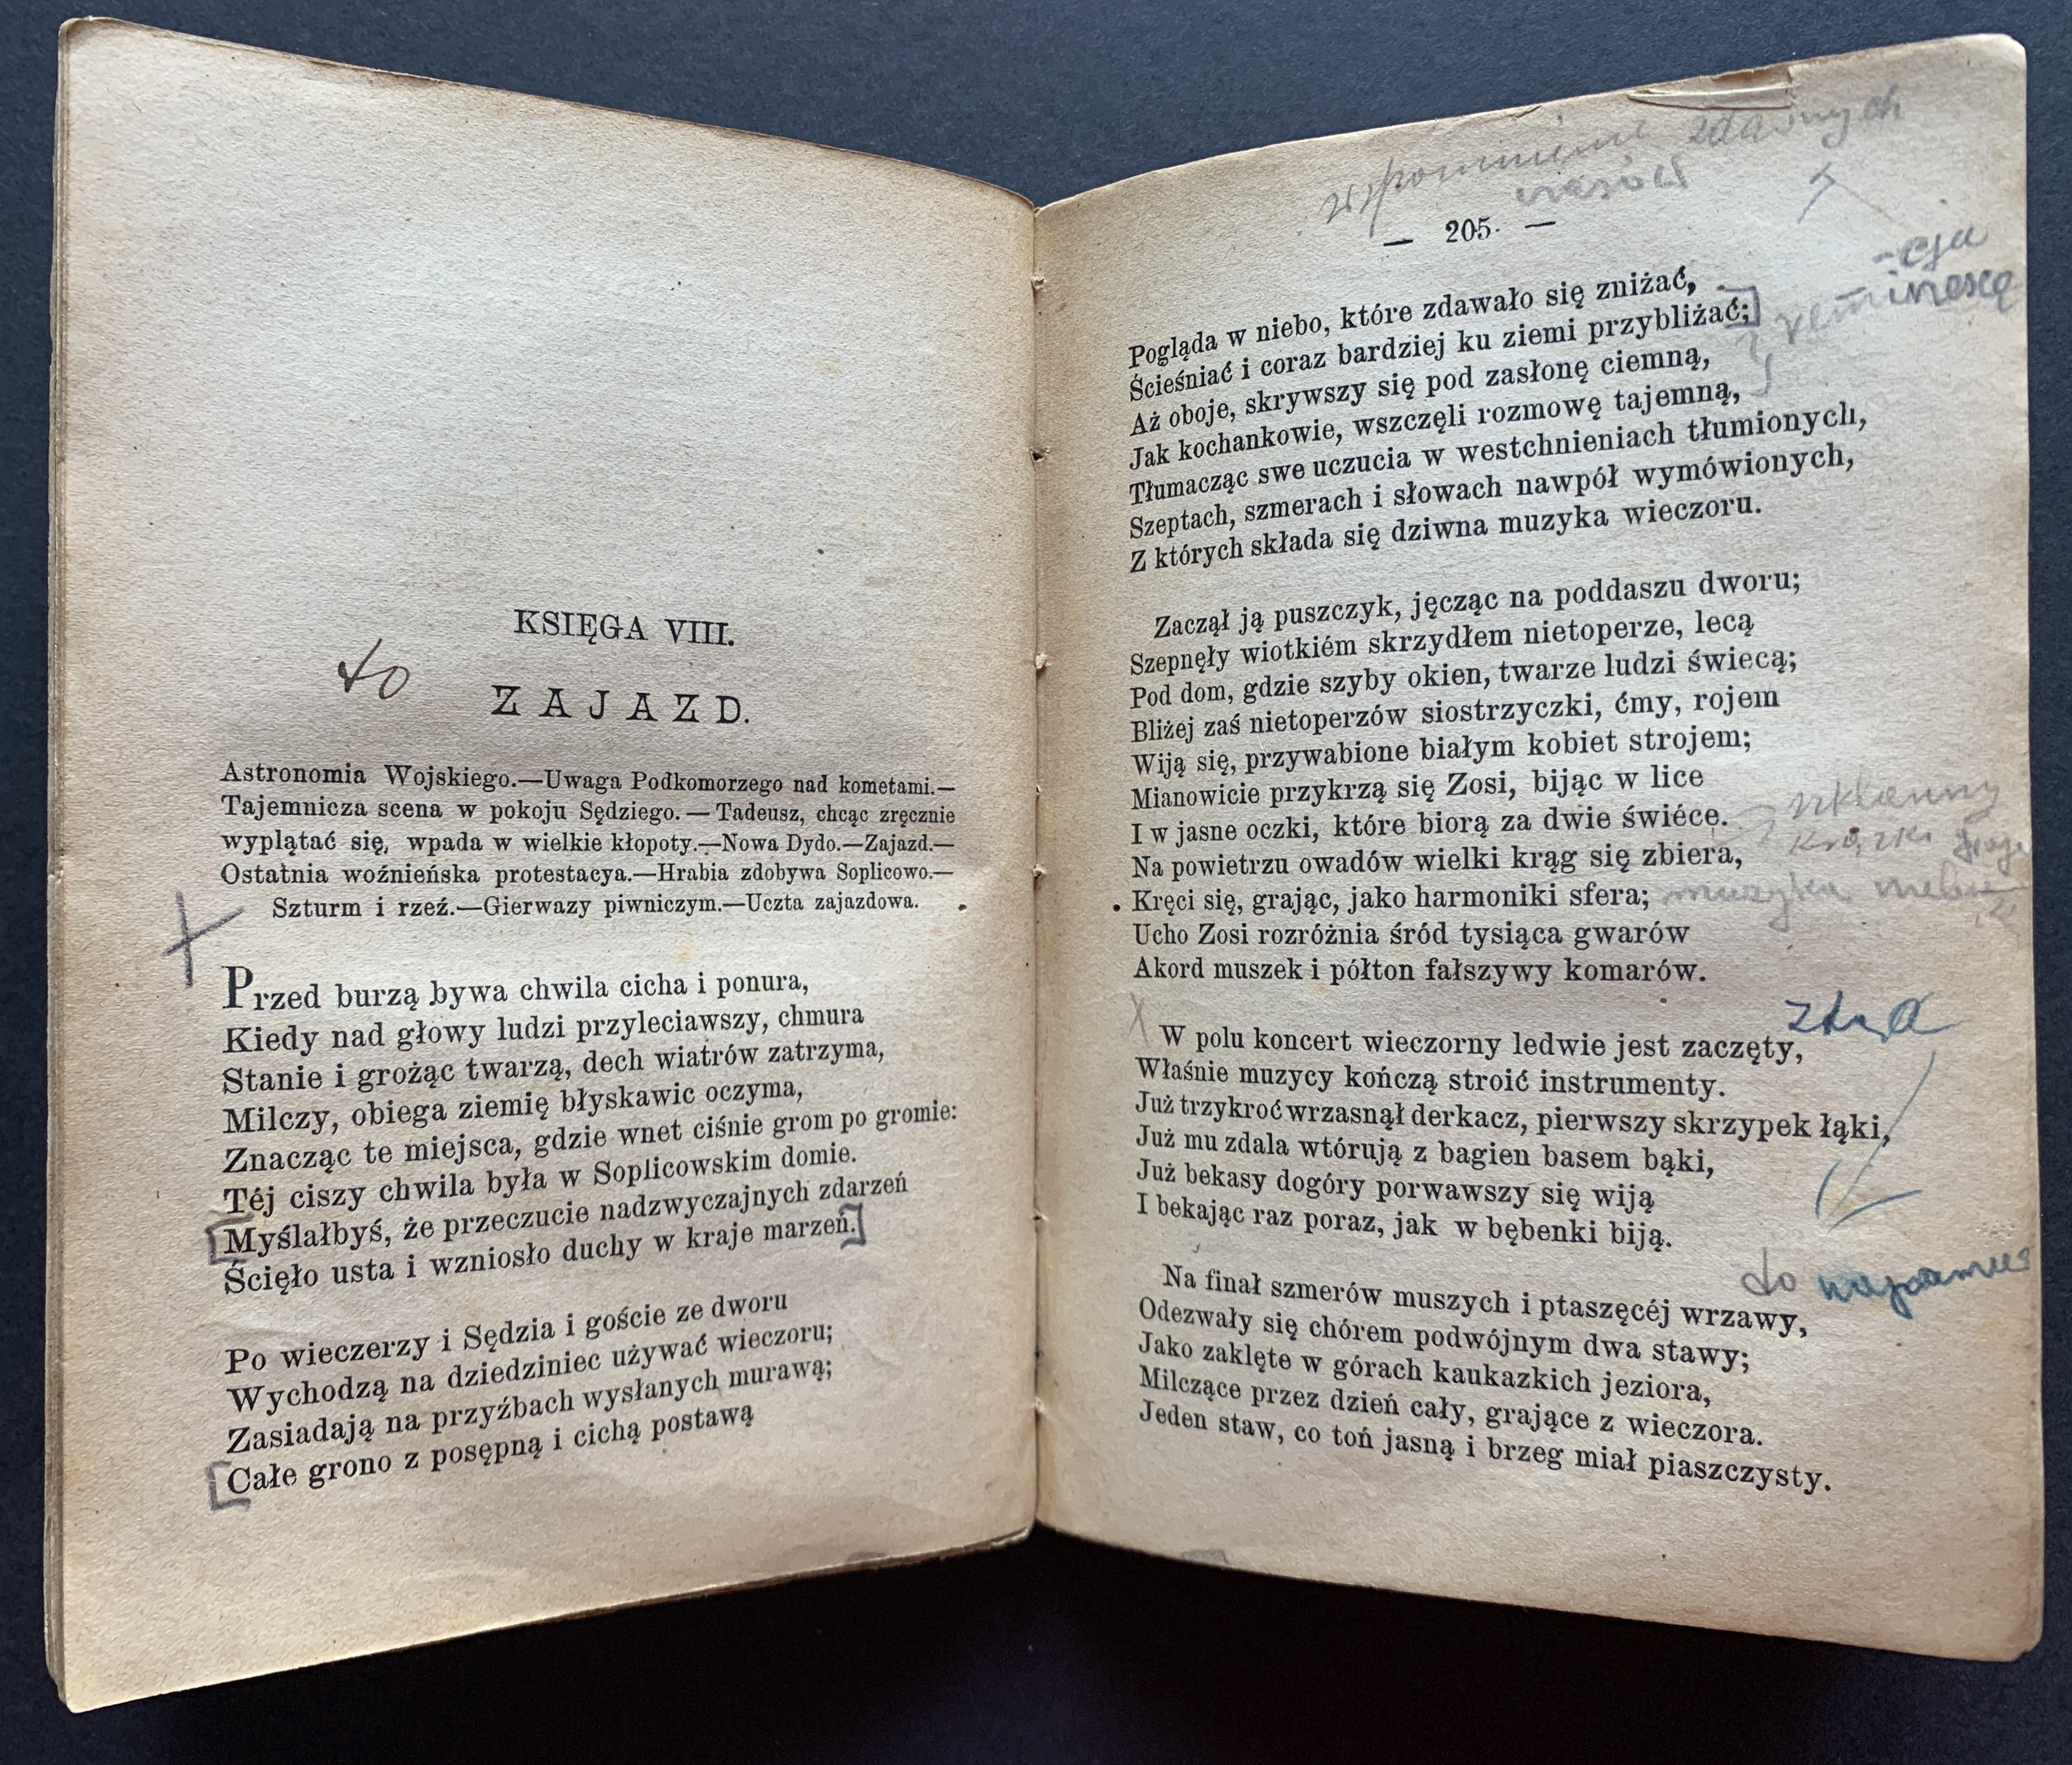 KSIĘGA VIII.
to
ZAJAZD.
Astronomia Wojskiego.—Uwaga Podkomorzego nad kometami.—
Tajemnicza scena w pokoju Sędziego.—Tadeusz, chcąc zręcznie
wyplątać się, wpada w wielkie kłopoty.—Nowa Dydo.—Zajazd.—
Ostatnia woźnieńska protestacya.—Hrabia zdobywa Soplicowo.—
Szturm i rzeź.—Gierwazy piwniczym.—Uczta zajazdowa.
Przed burzą bywa chwila cicha i ponura,
Kiedy nad głowy ludzi przyleciawszy, chmura
Stanie i grożąc twarzą, dech wiatrów zatrzyma,
Milczy, obiega ziemię błyskawic oczyma,
Znacząc te miejsca, gdzie wnet ciśnie grom po gromie:
Téj ciszy chwila była w Soplicowskim domie.
[Myślałbyś, że przeczucie nadzwyczajnych zdarzeń
Ścięło usta i wzniosło duchy w kraje marzeń.]
Po wieczerzy i Sędzia i goście ze dworu
Wychodzą na dziedziniec używać wieczoru;
Zasiadają na przyźbach wysłanych murawą;
[Całe grono z posępną i cichą postawą
zdawnych
— 205 —
-cja
Pogląda w niebo, które zdawało się zniżać,
Ścieśniać i coraz bardziej ku ziemi przybliżać;]
Aż oboje, skrywszy się pod zasłonę ciemną,
Jak kochankowie, wszczęli rozmowę tajemną,
Tłumacząc swe uczucia w westchnieniach tłumionych,
Szeptach, szmerach i słowach nawpół wymówionych,
Z których składa się dziwna muzyka wieczoru.
Zaczął ją puszczyk, jęcząc na poddaszu dworu;
Szepnęły wiotkiém skrzydłem nietoperze, lecą
Pod dom, gdzie szyby okien, twarze ludzi świecą;
Bliżej zaś nietoperzów siostrzyczki, ćmy, rojem
Wiją się, przywabione białym kobiet strojem;
Mianowicie przykrzą się Zosi, bijąc w lice
I w jasne oczki, które biorą za dwie świéce.
Na powietrzu owadów wielki krąg się zbiera,
Kręci się, grając, jako harmoniki sfera; muzyka
Ucho Zosi rozróżnia śród tysiąca gwarów
Akord muszek i półton fałszywy komarów.
W polu koncert wieczorny ledwie jest zaczęty,
Właśnie muzycy kończą stroić instrumenty.
Już trzykroć wrzasnął derkacz, pierwszy skrzypek łąki,
Już mu zdala wtórują z bagien basem bąki,
Już bekasy dogóry porwawszy się wiją
I bekając raz poraz, jak w bębenki biją.
do
Na finał szmerów muszych i ptaszęcéj wrzawy,
Odezwały się chórem podwójnym dwa stawy;
Jako zaklęte w górach kaukazkich jeziora,
Milczące przez dzień cały, grające z wieczora.
Jeden staw, co toń jasną i brzeg miał piaszczysty.